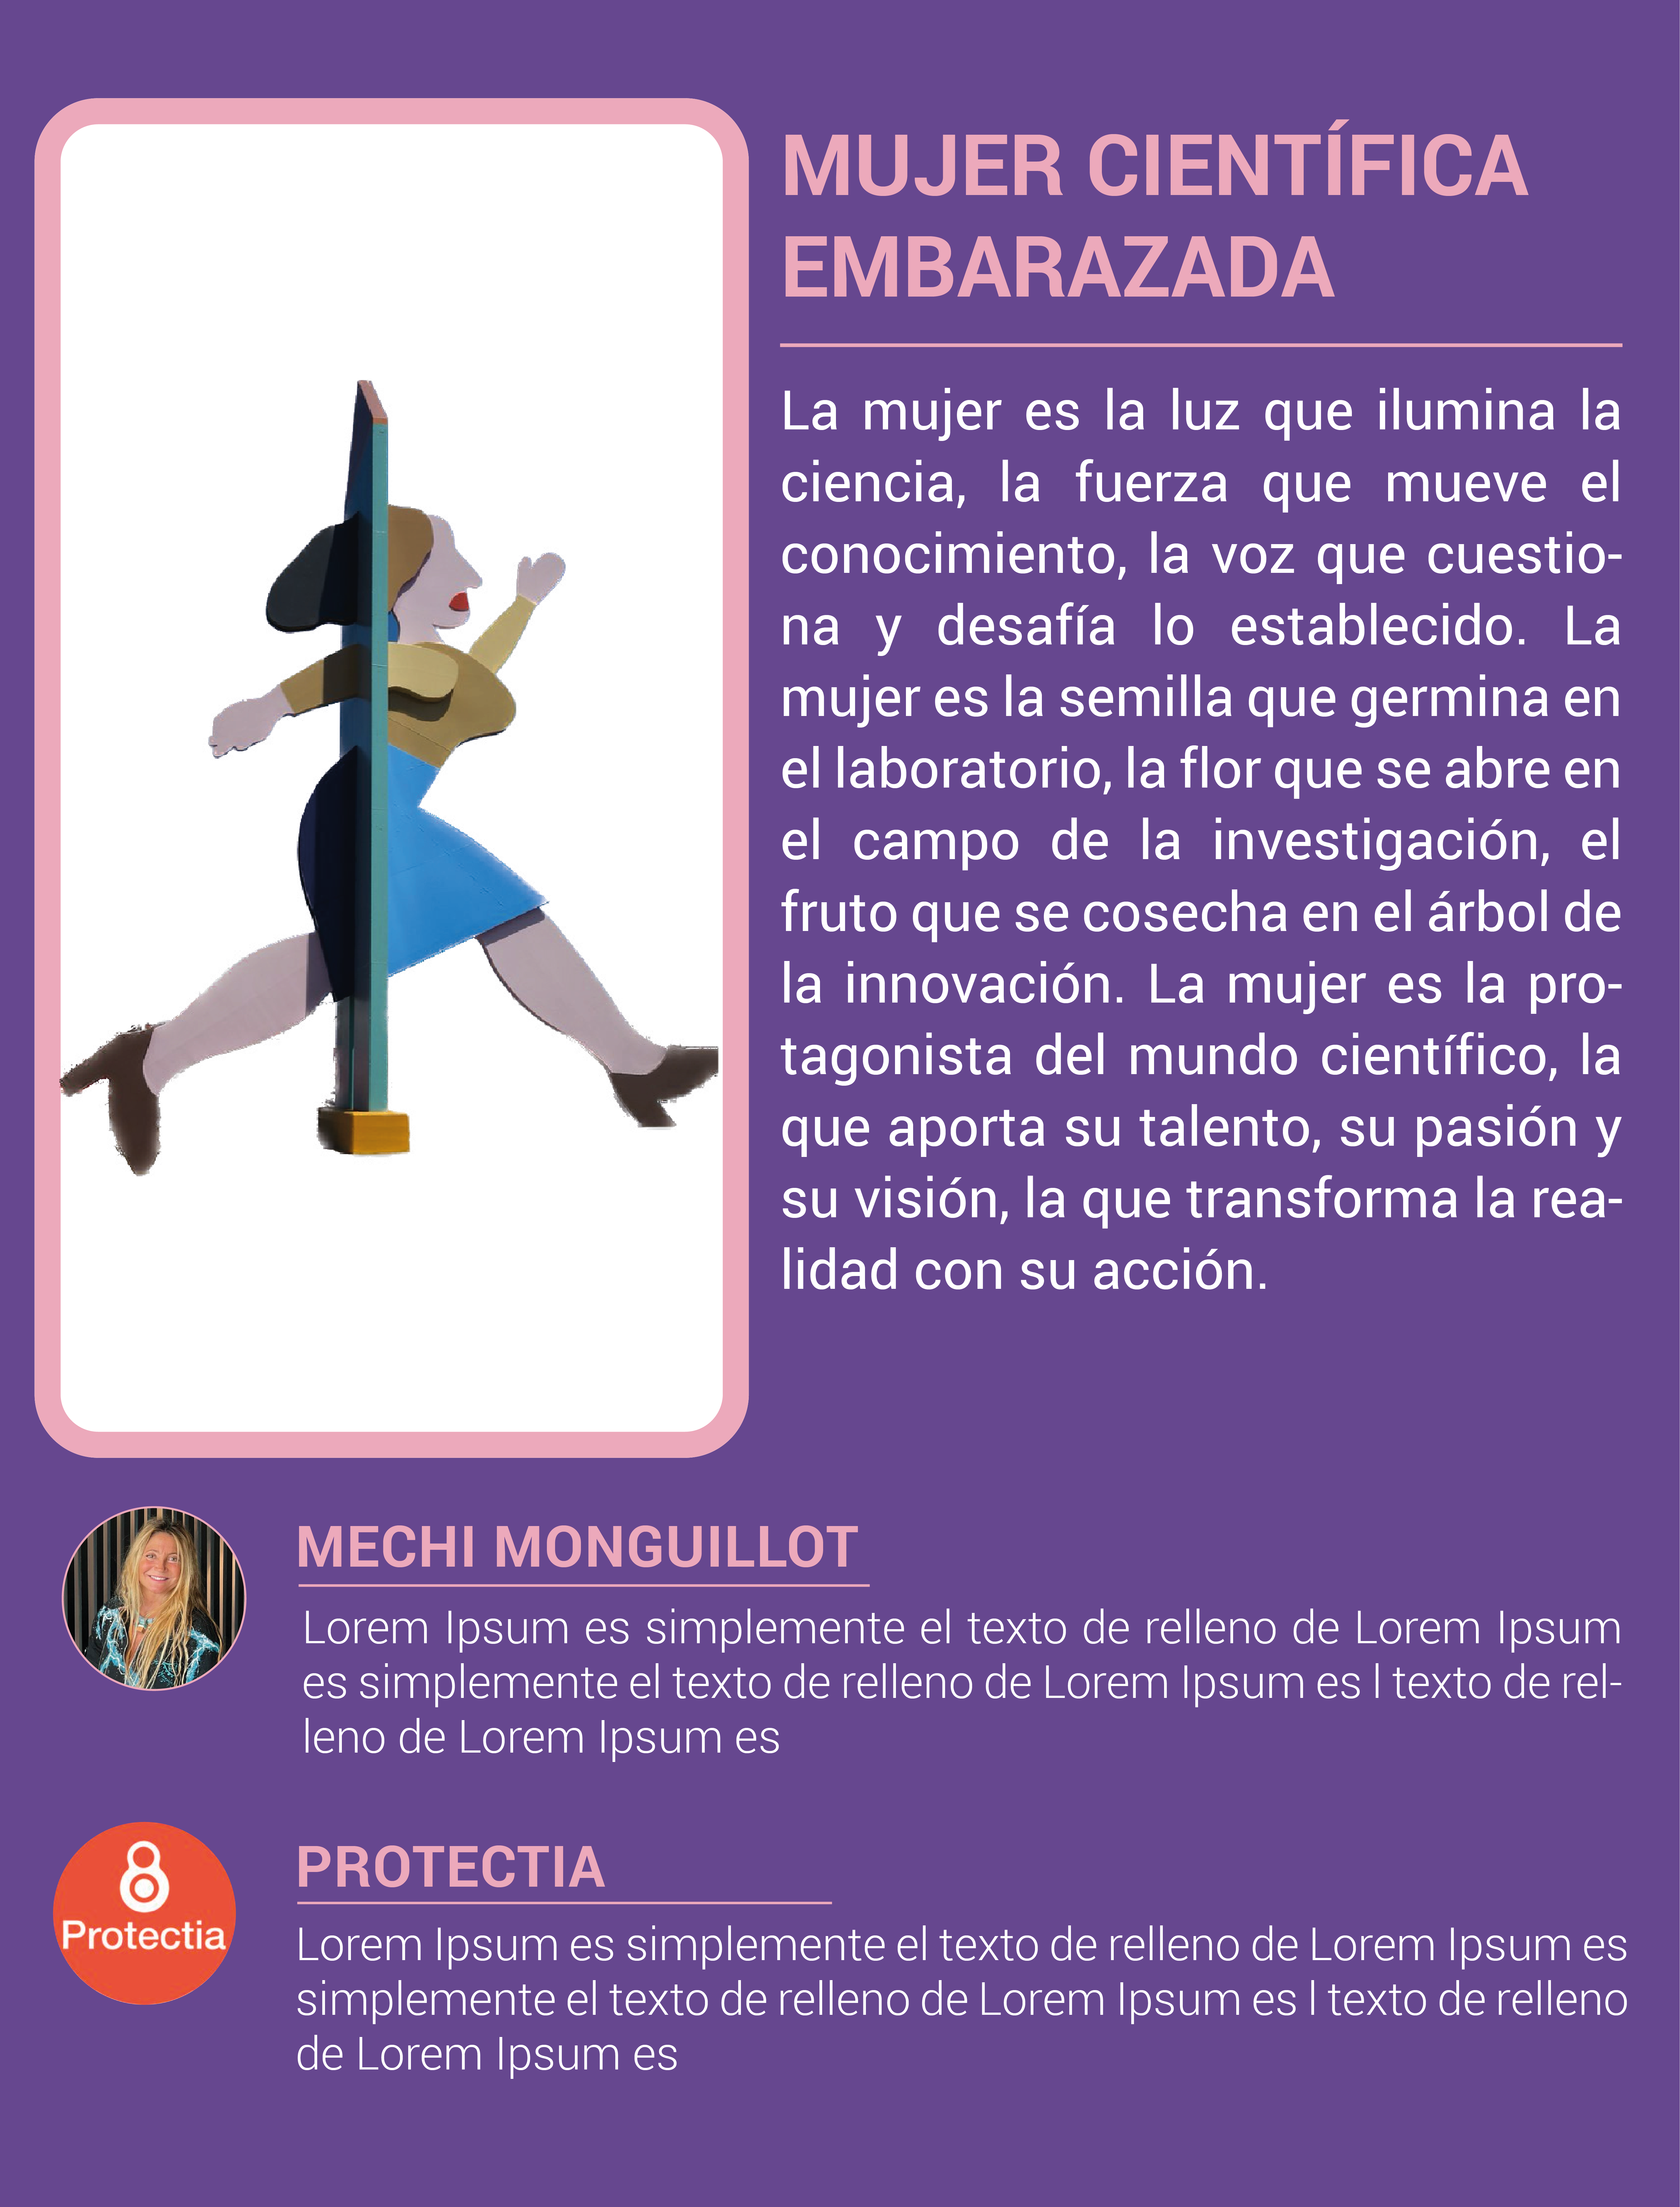 MUJER CIENTÍFICA
EMBARAZADA
La mujer es la luz que ilumina la
ciencia, la fuerza que mueve el
conocimiento, la voz que cuestio-
na y desafía lo establecido. La
mujer es la semilla que germina en
el laboratorio, la flor que se abre en
el campo de la investigación, el
fruto que se cosecha en el árbol de
la innovación. La mujer es la pro-
tagonista del mundo científico, la
que aporta su talento, su pasión y
su visión, la que transforma la rea-
lidad con su acción.
MECHI MONGUILLOT
Lorem Ipsum es simplemente el texto de relleno de Lorem Ipsum
es simplemente el texto de relleno de Lorem Ipsum es l texto de rel-
leno de Lorem Ipsum es
Protectia
PROTECTIA
Lorem Ipsum es simplemente el texto de relleno de Lorem Ipsum es
simplemente el texto de relleno de Lorem Ipsum es l texto de relleno
de Lorem Ipsum es